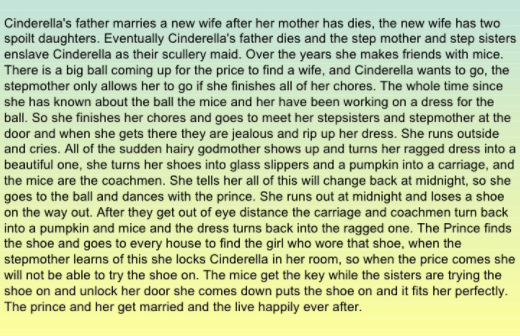 Cinderella's father marries a new wife after her mother has dies, the new wife has two
spoilt daughters. Eventually Cinderella's father dies and the step mother and step sisters
enslave Cinderella as their scullery maid. Over the years she makes friends with mice.
There is a big ball coming up for the price to find a wife, and Cinderella wants to go, the
stepmother only allows her to go if she finishes all of her chores. The whole time since
she has known about the ball the mice and her have been working on a dress for the
ball. So she finishes her chores and goes to meet her stepsisters and stepmother at the
door and when she gets there they are jealous and rip up her dress. She runs outside
and cries. All of the sudden hairy godmother shows up and turns her ragged dress into a
beautiful one, she turns her shoes into glass slippers and a pumpkin into a carriage, and
the mice are the coachmen. She tells her all of this will change back at midnight, so she
goes to the ball and dances with the prince. She runs out at midnight and loses a shoe
on the way out. After they get out of eye distance the carriage and coachmen turn back
into a pumpkin and mice and the dress turns back into the ragged one. The Prince finds
the shoe and goes to every house to find the girl who wore that shoe, when the
stepmother learns of this she locks Cinderella in her room, so when the price comes she
will not be able to try the shoe on. The mice get the key while the sisters are trying the
shoe on and unlock her door she comes down puts the shoe on and it fits her perfectly.
The prince and her get married and the live happily ever after.